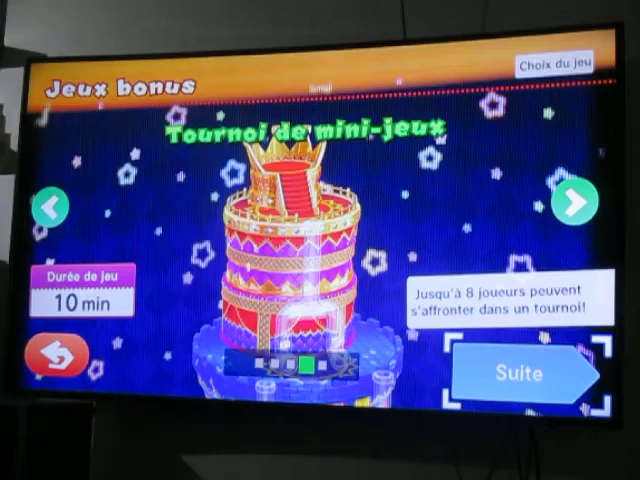 Jeux bonus
Choix du jeu
Tournoi de mini-jeux
Durée de jeu
10 min
Jusqu'à 8 joueurs peuvent
s'affronter dans un tournoi!
Suite